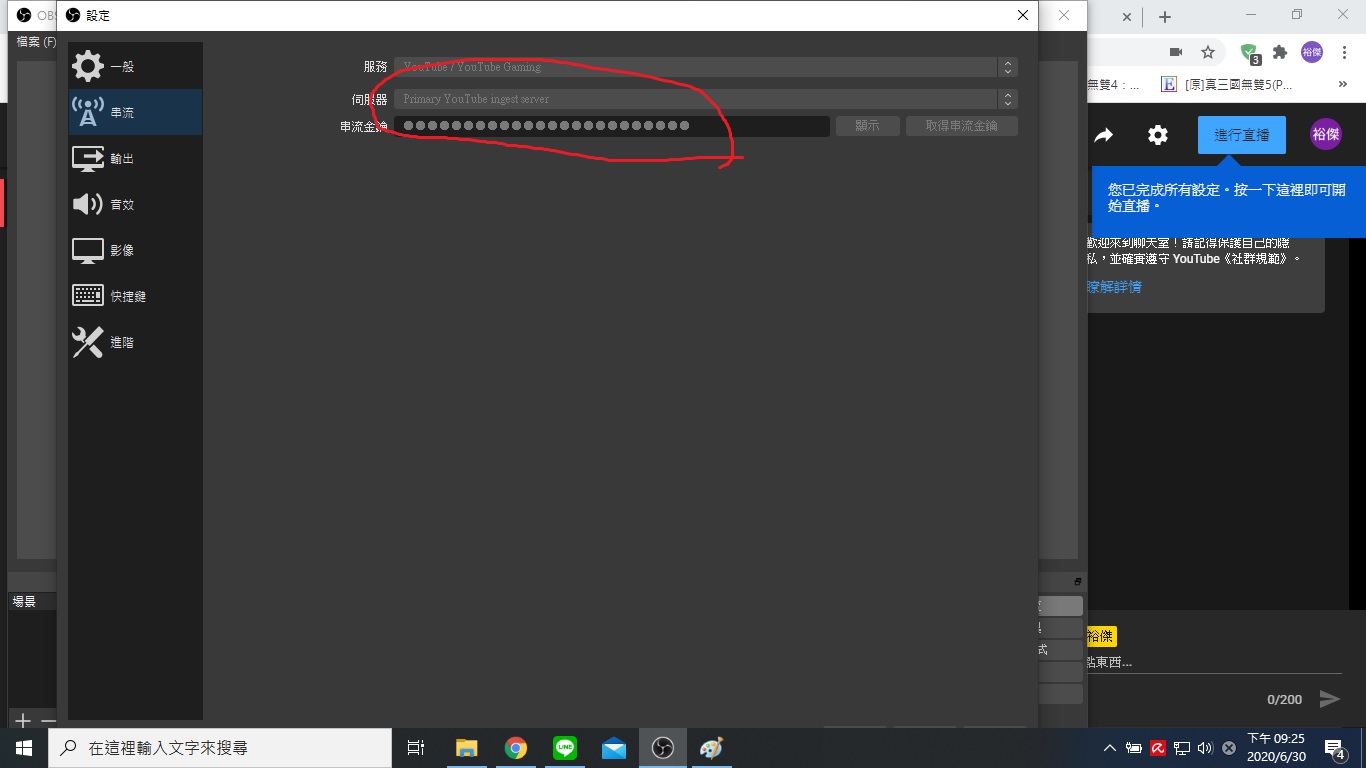 OBS
設定
檔案 (F)
一般
服務
YouTube / YouTube Gaming
無雙4：...
[原]真三國無雙5(P...
»
伺服器
Primary YouTube ingest server
串流
串流金鑰
顯示
取得串流金鑰
進行直播
裕傑
輸出
音效
影像
快捷鍵
進階
您已完成所有設定。按一下這裡即可開
始直播。
歡迎來到聊天室！請記得保護自己的隱
私，並確實遵守 YouTube《社群規範》。
瞭解詳情
場景
式
裕傑
點東西...
0/200
在這裡輸入文字來搜尋
LINE
下午 09:25
2020/6/30
4
3
裕傑